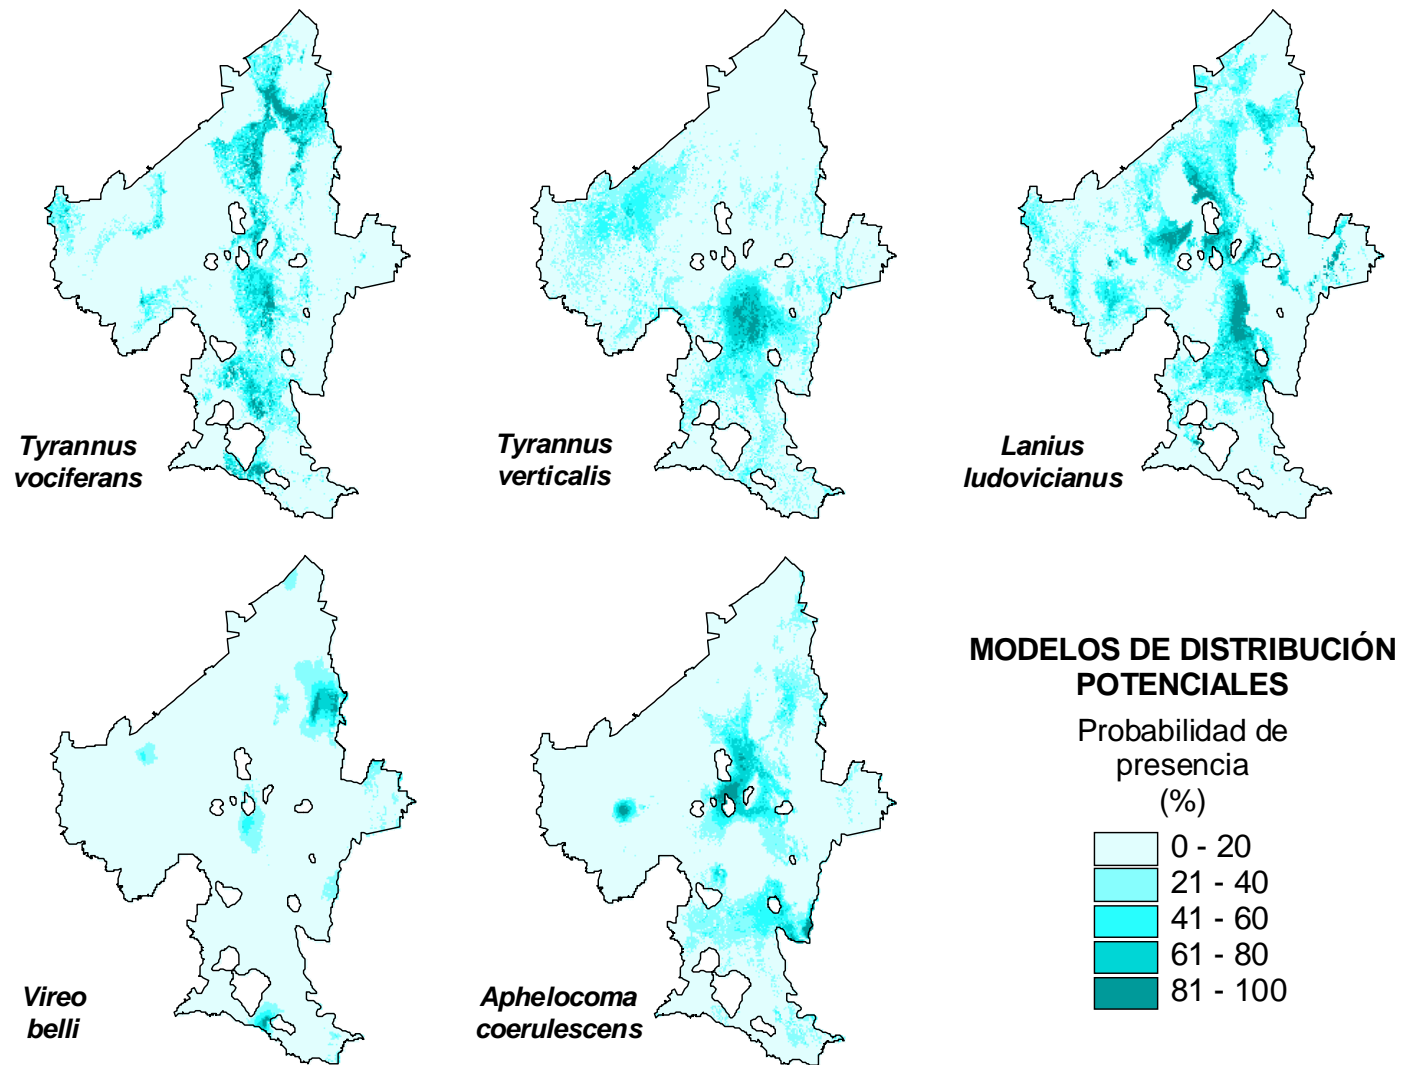 Tyrannus
vociferans
Tyrannus
verticalis
Lanius
ludovicianus
Vireo
belli
Aphelocoma
coerulescens
MODELOS DE DISTRIBUCIÓN
POTENCIALES
Probabilidad de
presencia
(%)
0 - 20
21 - 40
41 - 60
61 - 80
81 - 100